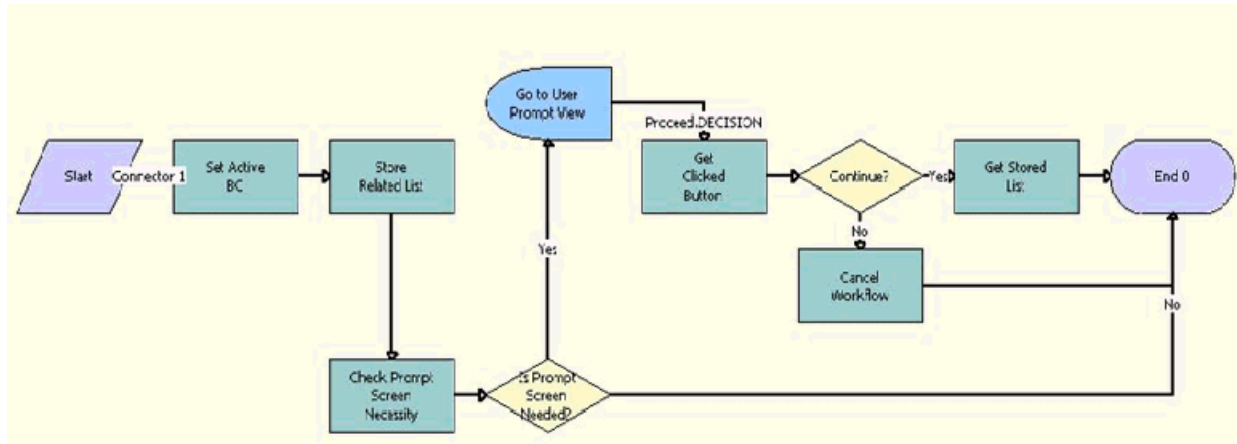 Go to User
Prompt View
Proceed.DECISION
Start
Connector 1
Set Active
BC
Store
Related List
Get
Clicked
Button
Continue?
Yes
Get Stored
List
End 0
No
Cancel
Workflow
Yes
No
Check Prompt
Screen
Necessity
Is Prompt
Screen
Needed?